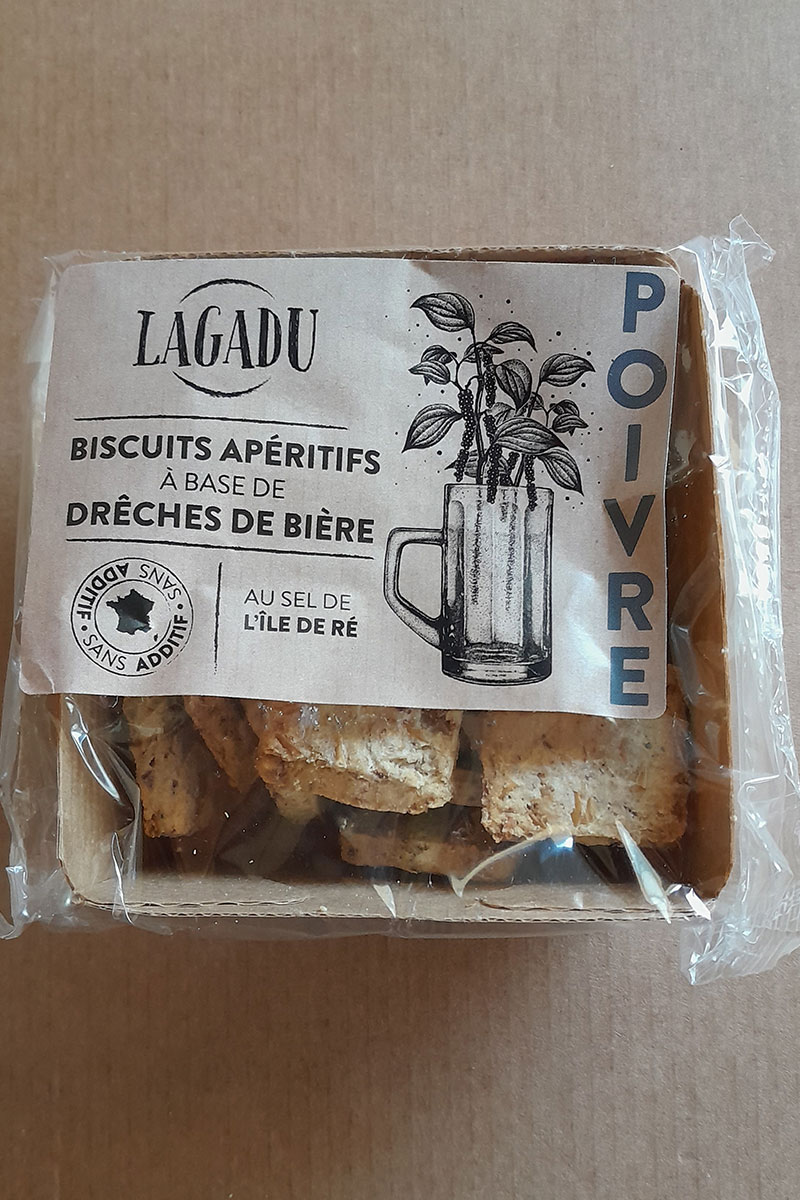 LAGADU
BISCUITS APÉRITIFS
À BASE DE
DRÊCHES DE BIÈRE
SANS ADDITIF • SANS ADDITIF •
AU SEL DE
L'ÎLE DE RÉ
POIVRE